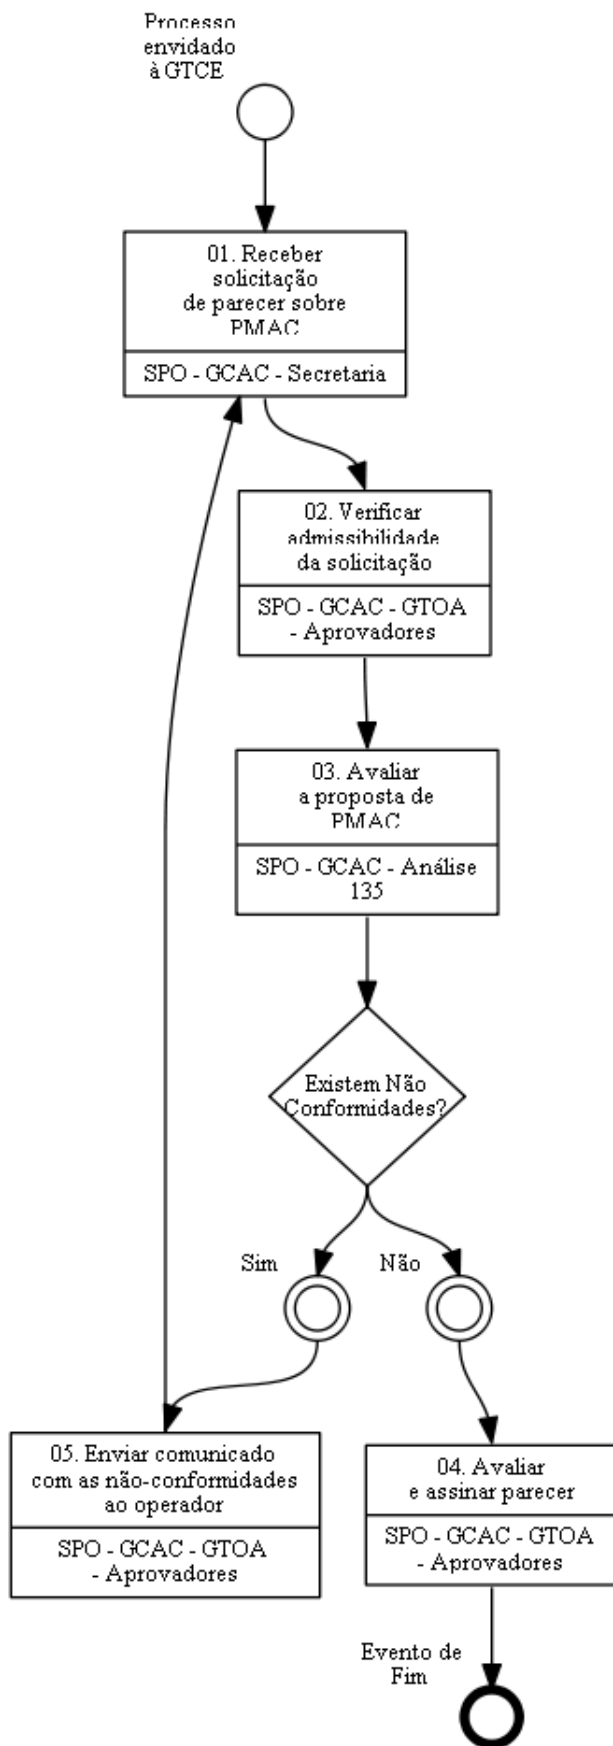 Processo
envidado
à GTCE
01. Receber
solicitação
de parecer sobre
PMAC
SPO - GCAC - Secretaria
02. Verificar
admissibilidade
da solicitação
SPO - GCAC - GTOA
- Aprovadores
03. Avaliar
a proposta de
PMAC
SPO - GCAC - Análise
135
Existem Não
Conformidades?
Sim
Não
05. Enviar comunicado
com as não-conformidades
ao operador
SPO - GCAC - GTOA
- Aprovadores
04. Avaliar
e assinar parecer
SPO - GCAC - GTOA
- Aprovadores
Evento de
Fim